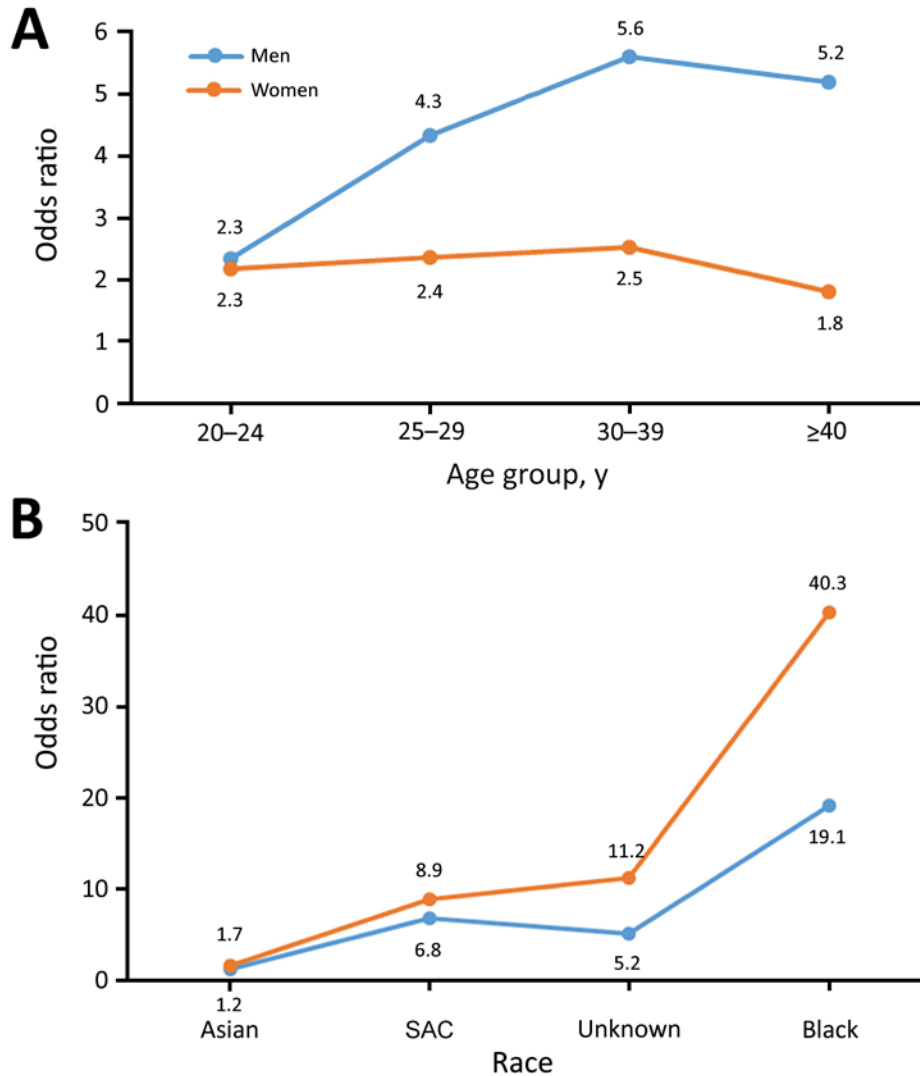 A
6
5
4
3
2
1
0
Odds ratio
Men
Women
2.3
4.3
5.6
5.2
2.3
2.4
2.5
1.8
20–24
25–29
30–39
≥40
Age group, y
B
50
40
30
20
10
0
Odds ratio
1.7
8.9
11.2
40.3
1.2
6.8
5.2
19.1
Asian
SAC
Unknown
Black
Race